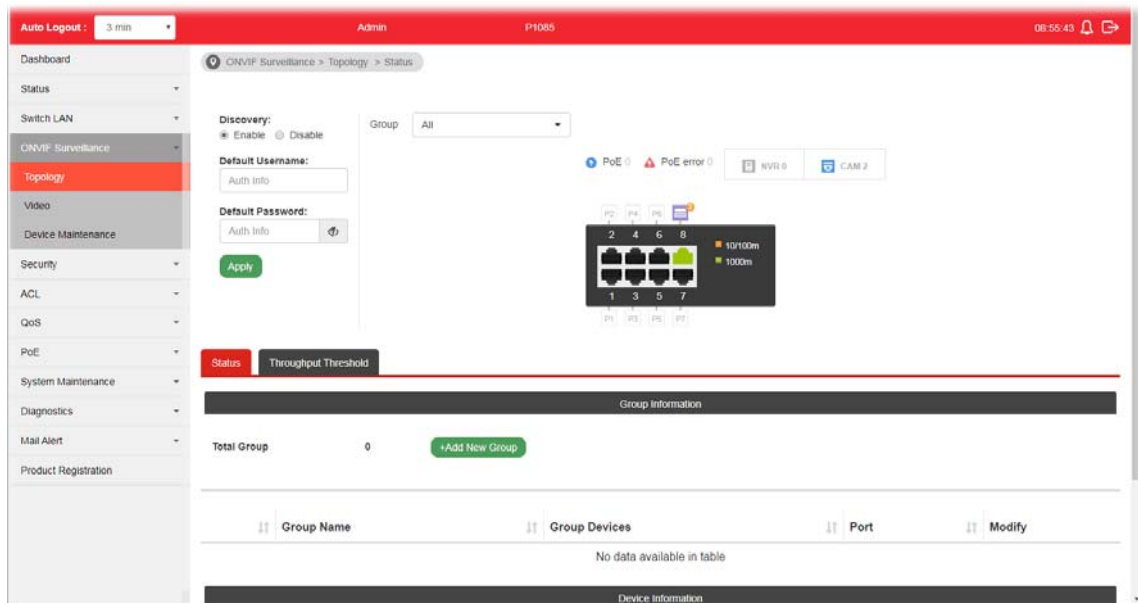 Auto Logout : 3 min Admin P1085 08:55:43
Dashboard
Status
Switch LAN
ONVIF Surveillance
Topology
Video
Device Maintenance
Security
ACL
QoS
PoE
System Maintenance
Diagnostics
Mail Alert
Product Registration
ONVIF Surveillance > Topology > Status
Discovery:
Enable Disable
Default Username:
Auth Info
Default Password:
Auth Info
Apply
Group All
PoE 0 PoE error 0 NVR 0 CAM 2
P2 P4 P6 2
2 4 6 8
10/100m
1000m
1 3 5 7
P1 P3 P5 P7
Status Throughput Threshold
Group Information
Total Group 0 +Add New Group
Group Name Group Devices Port Modify
No data available in table
Device Information